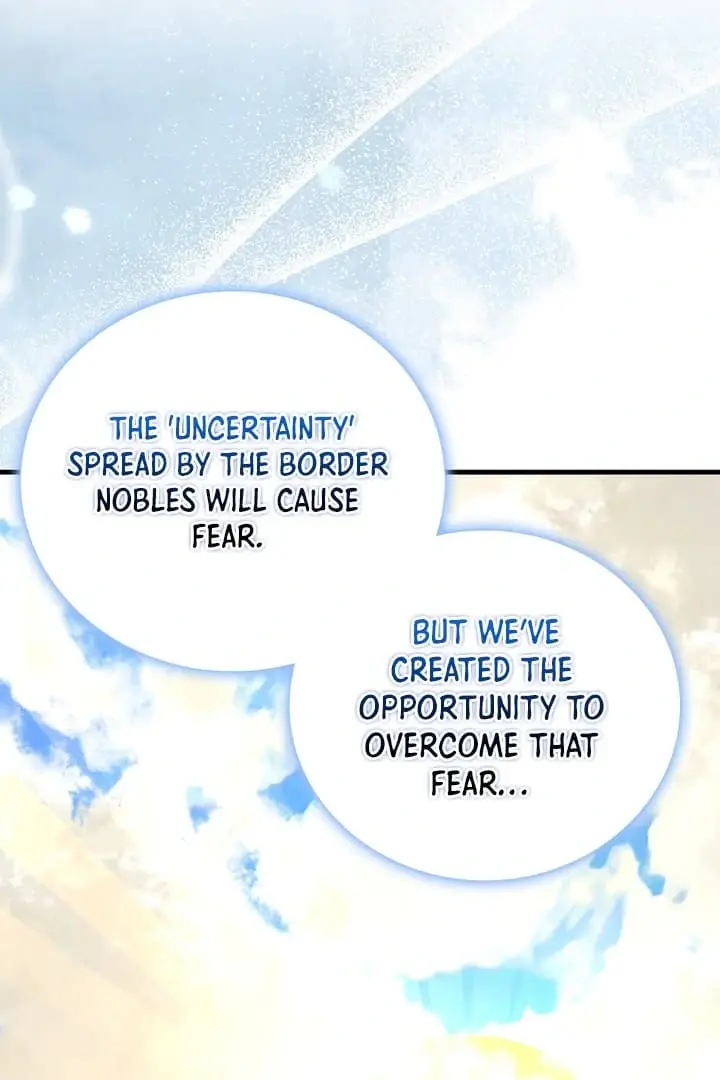 THE 'UNCERTAINTY'
SPREAD BY THE BORDER
NOBLES WILL CAUSE
FEAR.
BUT WE'VE
CREATED THE
OPPORTUNITY TO
OVERCOME THAT
FEAR...